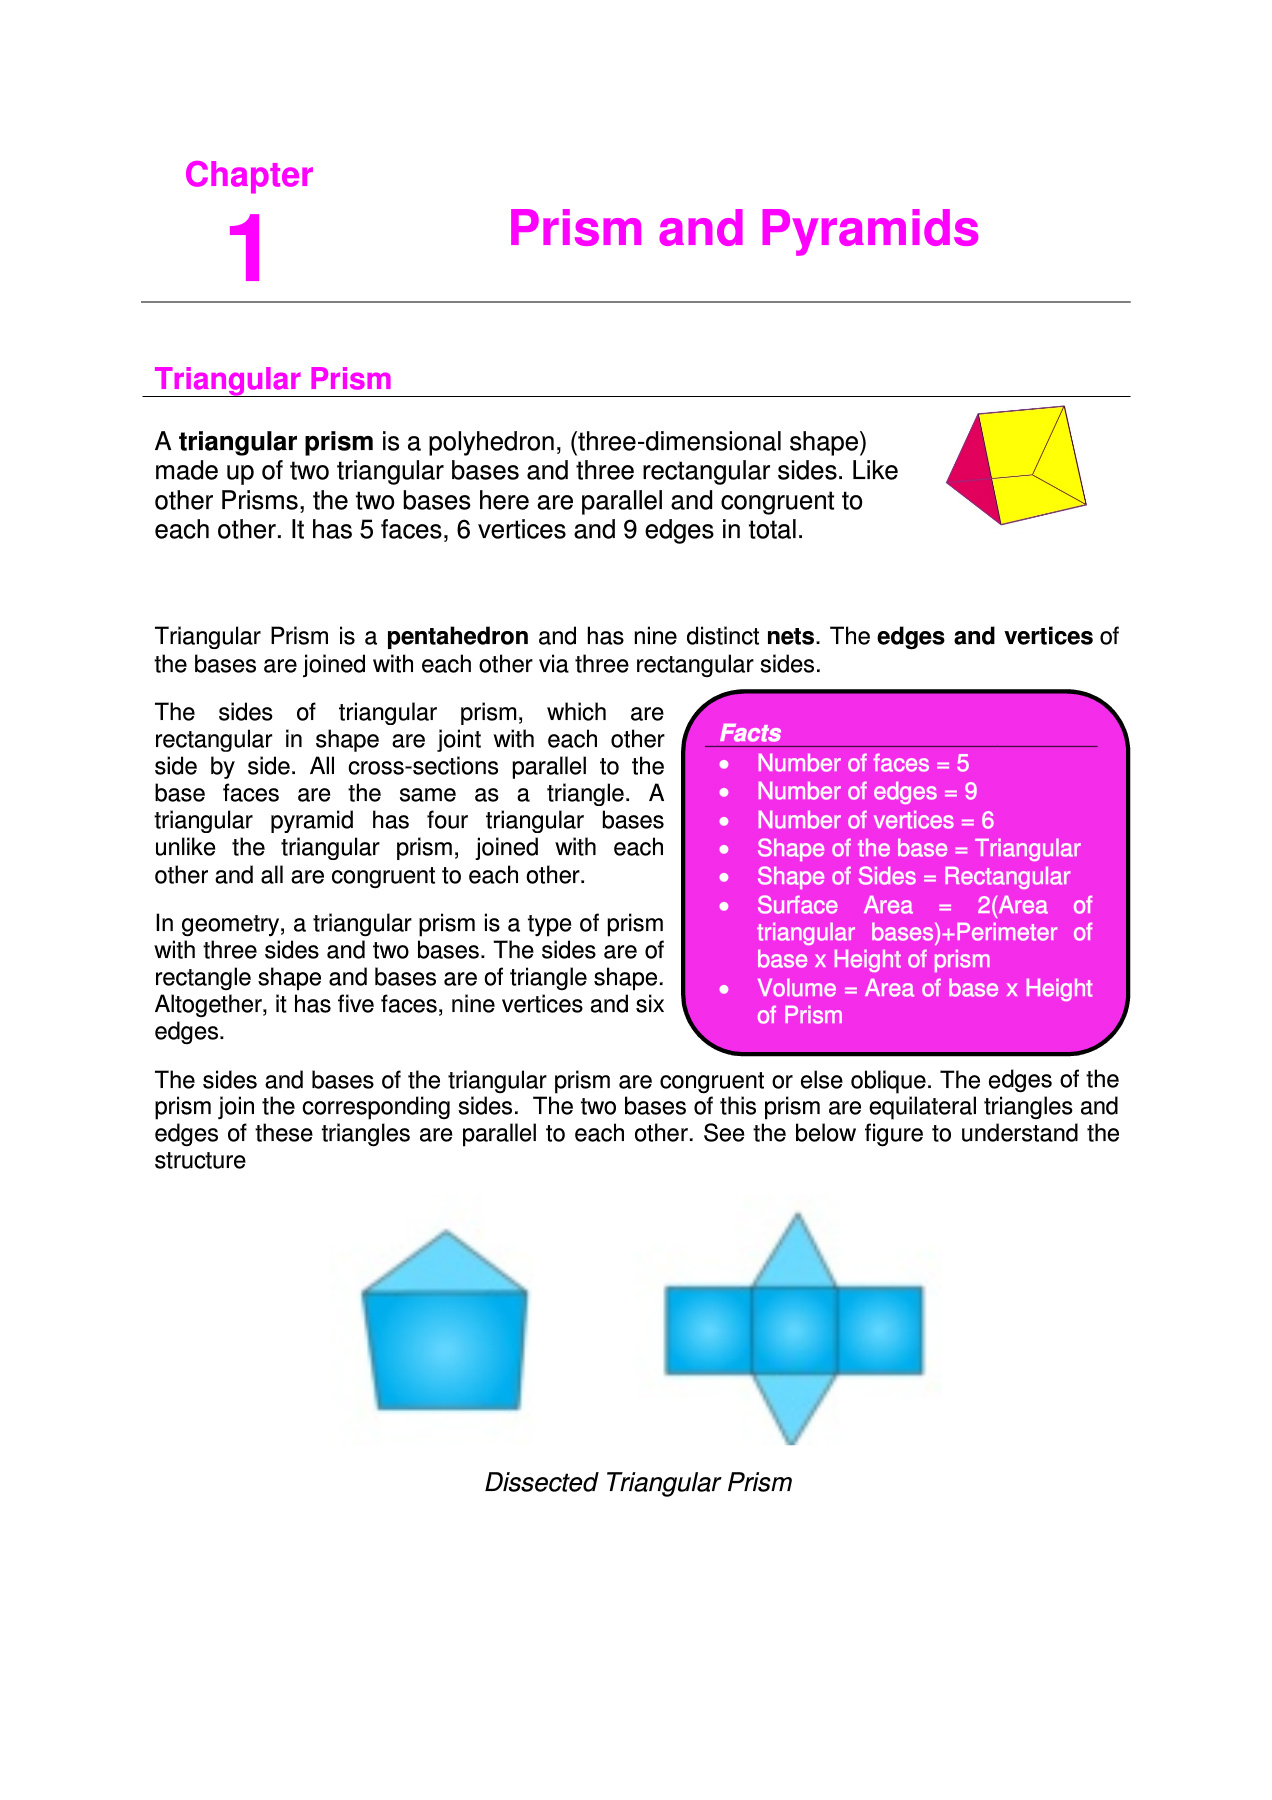 Chapter
1
Prism and Pyramids
Triangular Prism
A triangular prism is a polyhedron, (three-dimensional shape)
made up of two triangular bases and three rectangular sides. Like
other Prisms, the two bases here are parallel and congruent to
each other. It has 5 faces, 6 vertices and 9 edges in total.
Triangular Prism is a pentahedron and has nine distinct nets. The edges and vertices of
the bases are joined with each other via three rectangular sides.
The sides of triangular prism, which are
rectangular in shape are joint with each other
side by side. All cross-sections parallel to the
base faces are the same as a triangle. A
triangular pyramid has four triangular bases
unlike the triangular prism, joined with each
other and all are congruent to each other.
In geometry, a triangular prism is a type of prism
with three sides and two bases. The sides are of
rectangle shape and bases are of triangle shape.
Altogether, it has five faces, nine vertices and six
edges.
Facts
• Number of faces = 5
• Number of edges = 9
• Number of vertices = 6
• Shape of the base = Triangular
• Shape of Sides = Rectangular
• Surface Area = 2(Area of
triangular bases)+Perimeter of
base x Height of prism
• Volume = Area of base x Height
of Prism
The sides and bases of the triangular prism are congruent or else oblique. The edges of the
prism join the corresponding sides. The two bases of this prism are equilateral triangles and
edges of these triangles are parallel to each other. See the below figure to understand the
structure
Dissected Triangular Prism